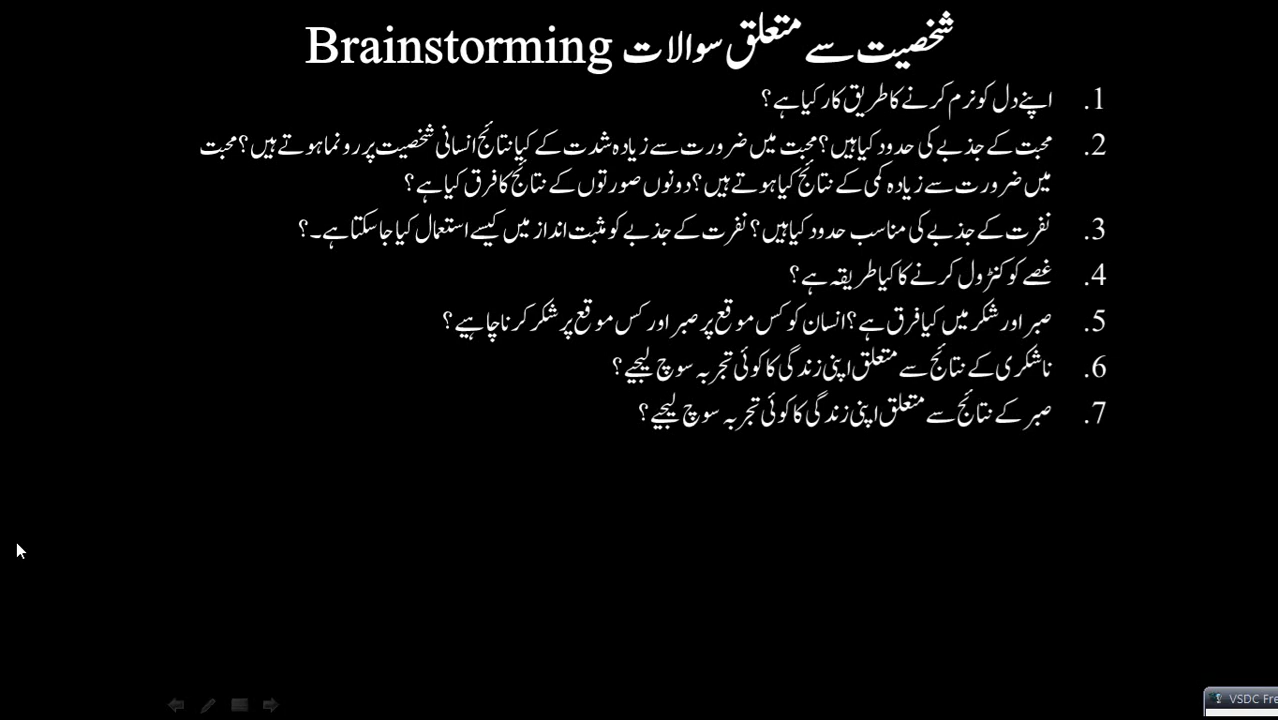 شخصیت سے متعلق سوالات Brainstorming
1. اپنے دل کو نرم کرنے کا طریق کار کیا ہے؟
2. محبت کے جذبے کی حدود کیا ہیں؟ محبت میں ضرورت سے زیادہ شدت کے کیا نتائج انسانی شخصیت پر رونما ہوتے ہیں؟ محبت
میں ضرورت سے زیادہ کمی کے نتائج کیا ہوتے ہیں؟ دونوں صورتوں کے نتائج کا فرق کیا ہے؟
3. نفرت کے جذبے کی مناسب حدود کیا ہیں؟ نفرت کے جذبے کو مثبت انداز میں کیسے استعمال کیا جا سکتا ہے۔؟
4. غصے کو کنٹرول کرنے کا کیا طریقہ ہے؟
5. صبر اور شکر میں کیا فرق ہے؟ انسان کو کس موقع پر صبر اور کس موقع پر شکر کرنا چاہیے؟
6. ناشکری کے نتائج سے متعلق اپنی زندگی کا کوئی تجربہ سوچ لیجیے؟
7. صبر کے نتائج سے متعلق اپنی زندگی کا کوئی تجربہ سوچ لیجیے؟
VSDC Fre